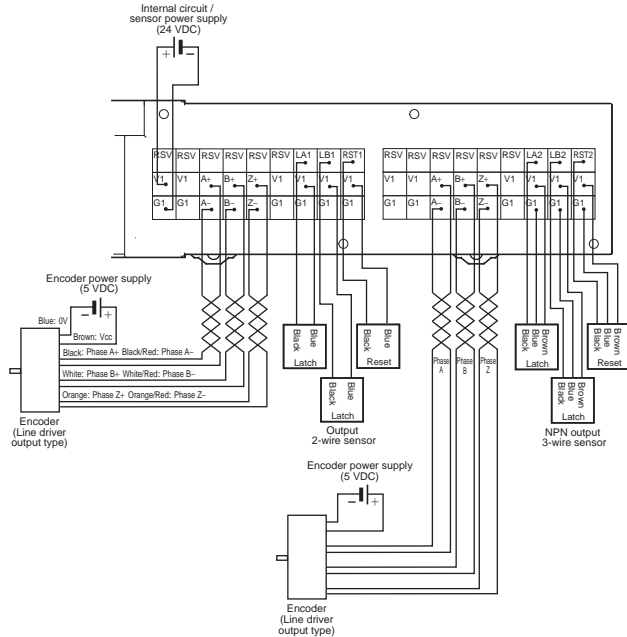 Internal circuit /
sensor power supply
(24 VDC)
+ −
RSV RSV RSV RSV RSV RSV LA1 LB1 RST1 RSV RSV RSV RSV RSV RSV LA2 LB2 RST2
V1 V1 A+ B+ Z+ V1 V1 V1 V1 V1 V1 A+ B+ Z+ V1 V1 V1 V1
G1 G1 A− B− Z− G1 G1 G1 G1 G1 G1 A− B− Z− G1 G1 G1 G1
Encoder power supply
(5 VDC)
− +
Blue: 0V
Brown: Vcc
Black: Phase A+ Black/Red: Phase A−
White: Phase B+ White/Red: Phase B−
Orange: Phase Z+ Orange/Red: Phase Z−
Encoder
(Line driver
output type)
Black
Blue
Latch
Black
Blue
Reset
Black
Blue
Latch
Output
2-wire sensor
Phase
A
Phase
B
Phase
Z
Brown
Blue
Black
Latch
Brown
Blue
Black
Reset
Brown
Blue
Black
Latch
NPN output
3-wire sensor
Encoder power supply
(5 VDC)
− +
Encoder
(Line driver
output type)